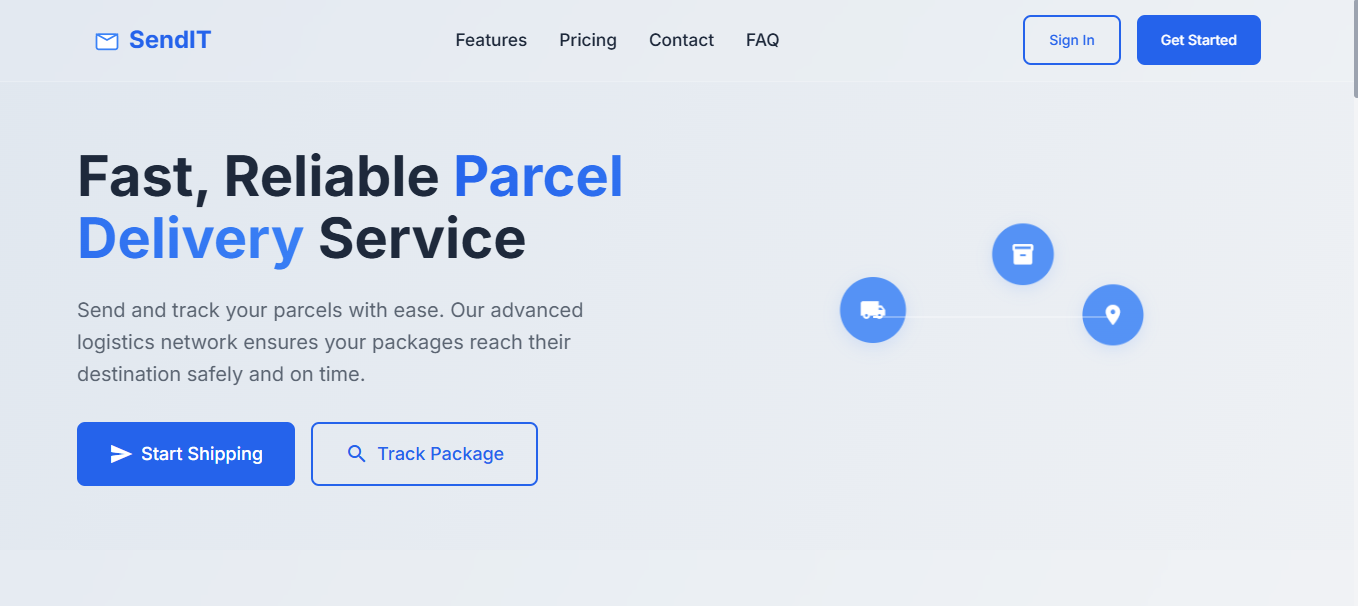 SendIT
Features
Pricing
Contact
FAQ
Sign In
Get Started
Fast, Reliable Parcel
Delivery Service
Send and track your parcels with ease. Our advanced
logistics network ensures your packages reach their
destination safely and on time.
Start Shipping
Track Package